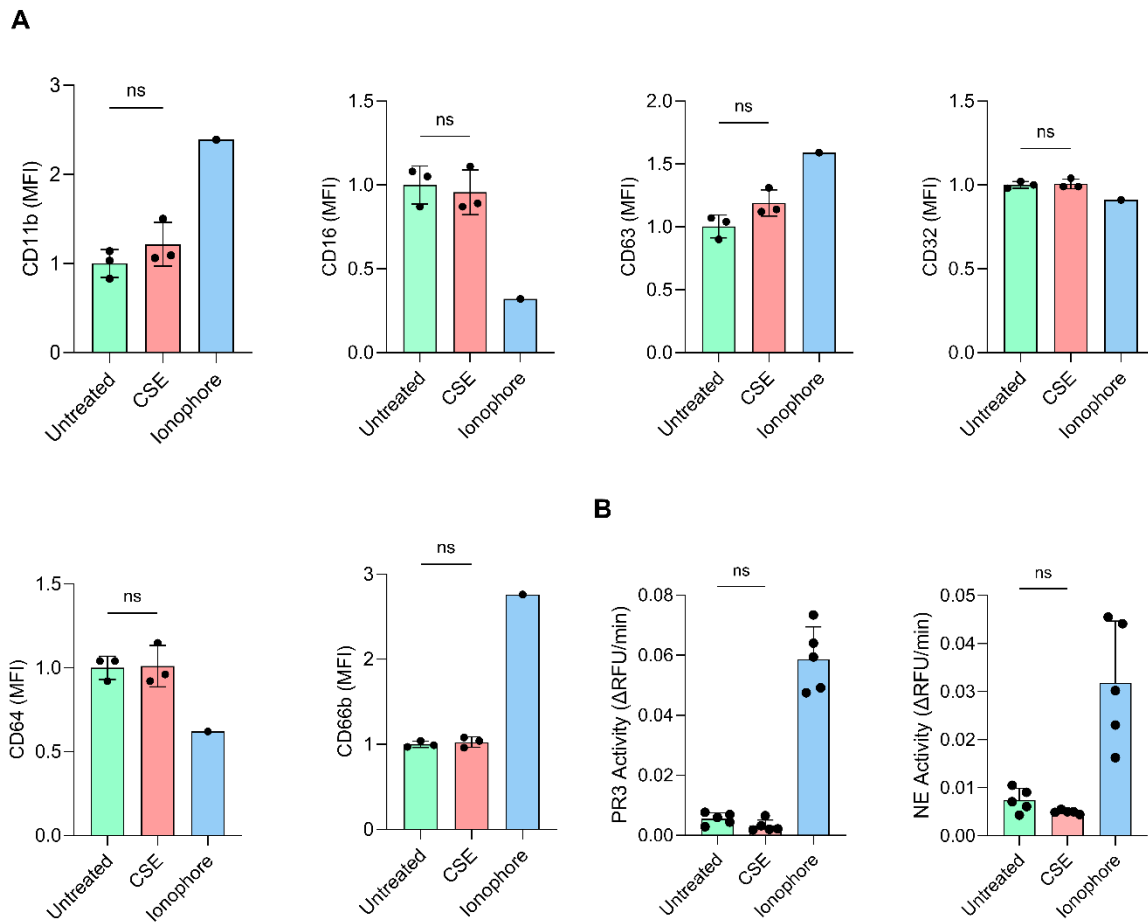 A
CD11b (MFI)
3
2
1
0
ns
Untreated
CSE
Ionophore
CD16 (MFI)
1.5
1.0
0.5
0.0
ns
Untreated
CSE
Ionophore
CD63 (MFI)
2.0
1.5
1.0
0.5
0.0
ns
Untreated
CSE
Ionophore
CD32 (MFI)
1.5
1.0
0.5
0.0
ns
Untreated
CSE
Ionophore
CD64 (MFI)
1.5
1.0
0.5
0.0
ns
Untreated
CSE
Ionophore
CD66b (MFI)
3
2
1
0
ns
Untreated
CSE
Ionophore
B
PR3 Activity (ΔRFU/min)
0.08
0.06
0.04
0.02
0.00
ns
Untreated
CSE
Ionophore
NE Activity (ΔRFU/min)
0.05
0.04
0.03
0.02
0.01
0.00
ns
Untreated
CSE
Ionophore